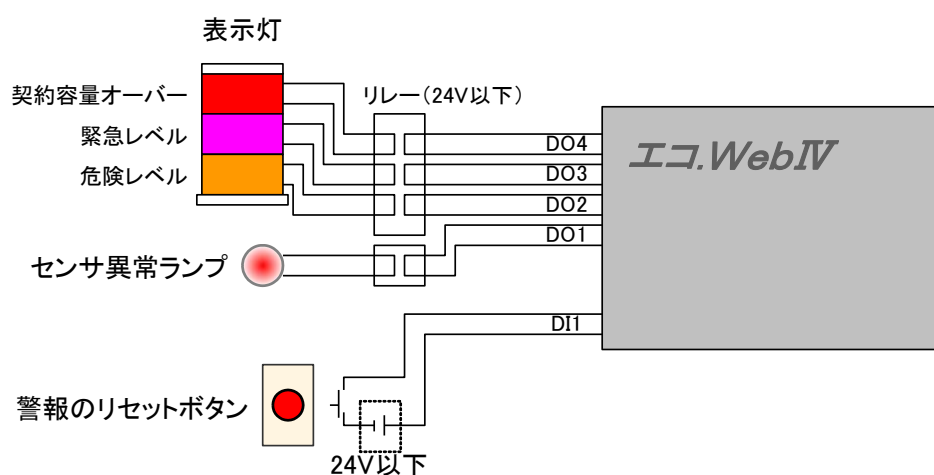 表示灯
契約容量オーバー
リレー(24V以下)
緊急レベル
危険レベル
DO4
DO3
DO2
DO1
エコ.WebⅣ
センサ異常ランプ
DI1
警報のリセットボタン
24V以下